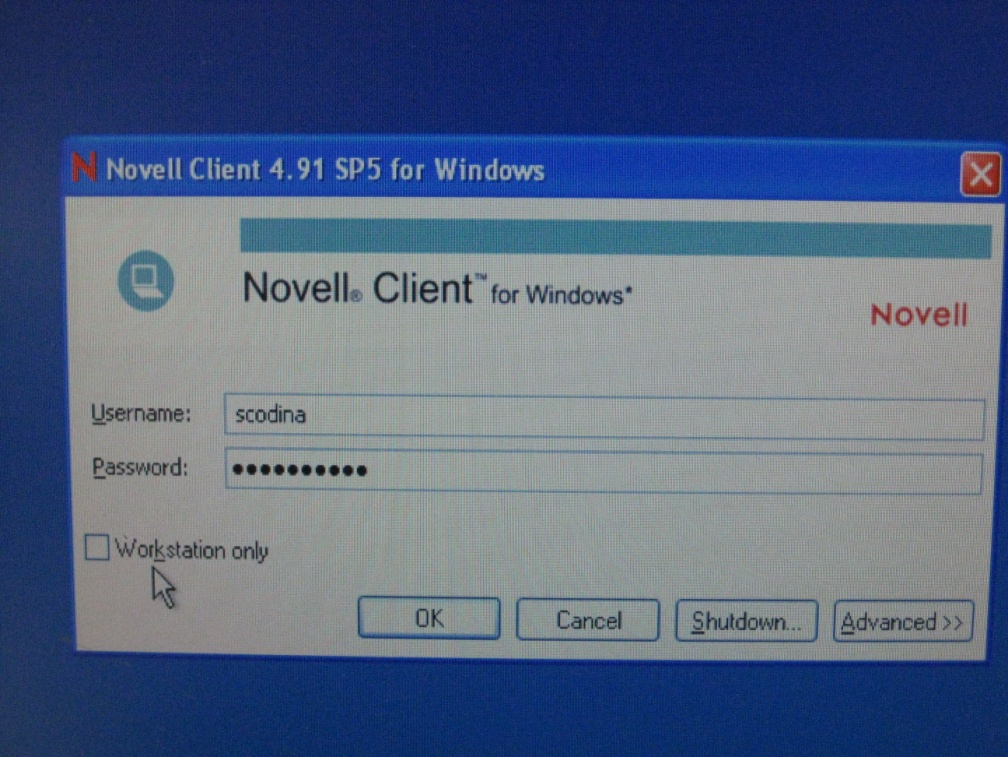 N Novell Client 4.91 SP5 for Windows
Novell® Client™ for Windows*
Novell
Username: scodina
Password: ●●●●●●●●●●
Workstation only
OK Cancel Shutdown... Advanced >>